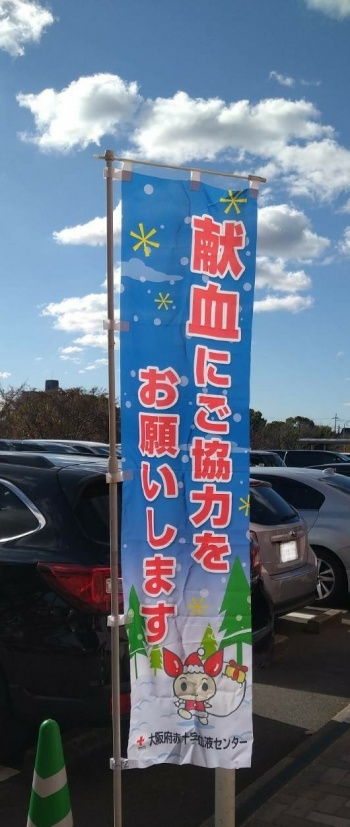 献血にご協力を
お願いします
大阪府赤十字血液センター